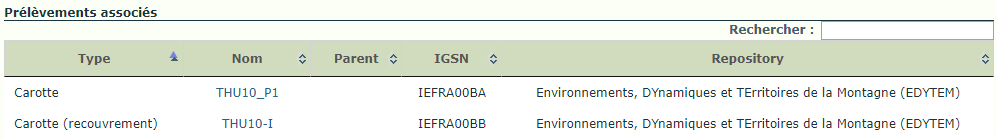 Prélèvements associés
Rechercher :
Type Nom Parent IGSN Repository
Carotte THU10_P1 IEFRA00BA Environnements, DYnamiques et TErritoires de la Montagne (EDYTEM)
Carotte (recouvrement) THU10-I IEFRA00BB Environnements, DYnamiques et TErritoires de la Montagne (EDYTEM)